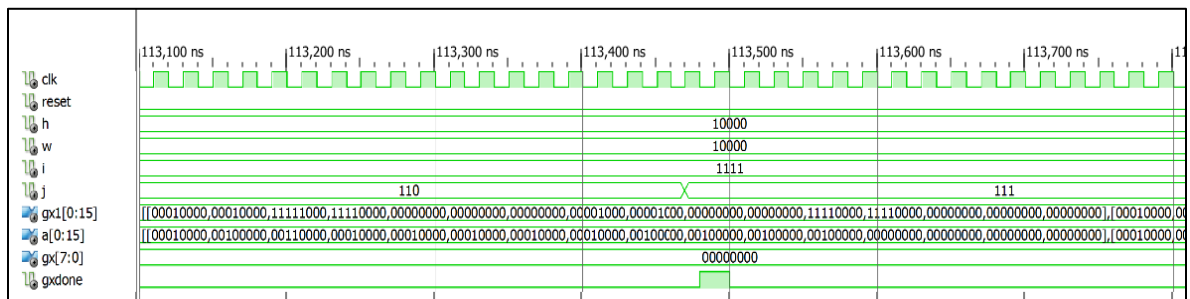 113,100 ns 113,200 ns 113,300 ns 113,400 ns 113,500 ns 113,600 ns 113,700 ns
clk
reset
h 10000
w 10000
i 1111
j 110 111
gx1[0:15] [[00010000,00010000,11111000,11110000,00000000,00000000,00000000,00001000,00001000,00000000,00000000,11110000,11110000,00000000,00000000,00000000],[00010000,00
a[0:15] [[00010000,00100000,00110000,00010000,00010000,00010000,00010000,00010000,00100000,00100000,00100000,00100000,00000000,00000000,00000000,00000000],[00010000,00
gx[7:0] 00000000
gxdone